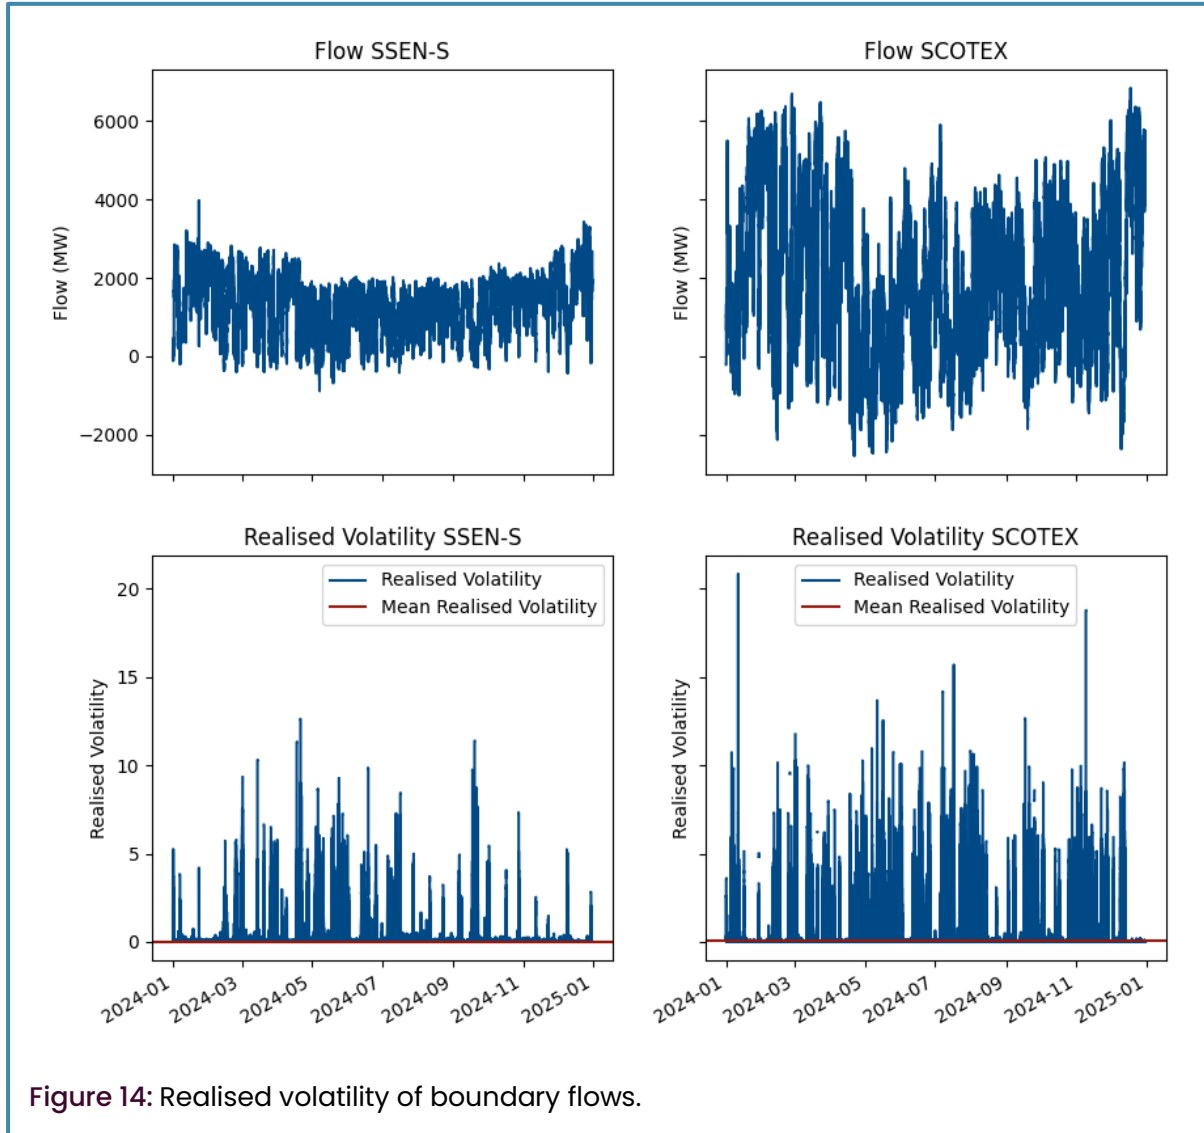 Flow SSEN-S
Flow (MW)
6000
4000
2000
0
−2000
Flow SCOTEX
Flow (MW)
Realised Volatility SSEN-S
Realised Volatility
Mean Realised Volatility
Realised Volatility
20
15
10
5
0
2024-01
2024-03
2024-05
2024-07
2024-09
2024-11
2025-01
Realised Volatility SCOTEX
Realised Volatility
Mean Realised Volatility
Realised Volatility
2024-01
2024-03
2024-05
2024-07
2024-09
2024-11
2025-01
Figure 14: Realised volatility of boundary flows.